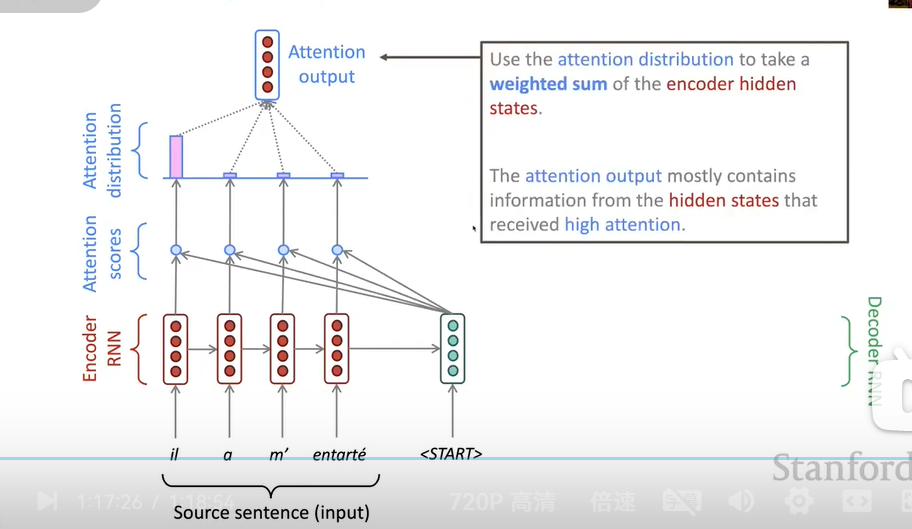 Attention
output
Use the attention distribution to take a
weighted sum of the encoder hidden
states.
The attention output mostly contains
information from the hidden states that
received high attention.
Attention
distribution
Attention
scores
Encoder
RNN
Decoder RNN
il a m’ entarté <START>
Source sentence (input)
Stanford
1:17:26 / 1:18:54 720P 高清 倍速